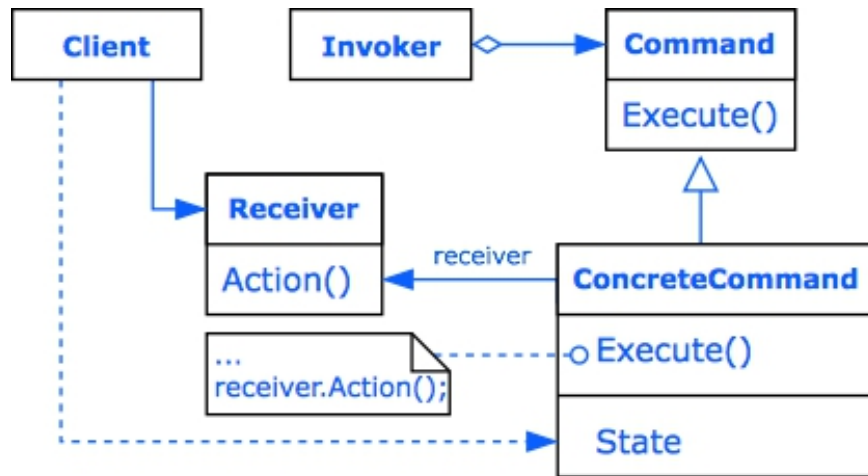 Client
Invoker
Command
Execute()
Receiver
Action()
receiver
ConcreteCommand
Execute()
State
...
receiver.Action();